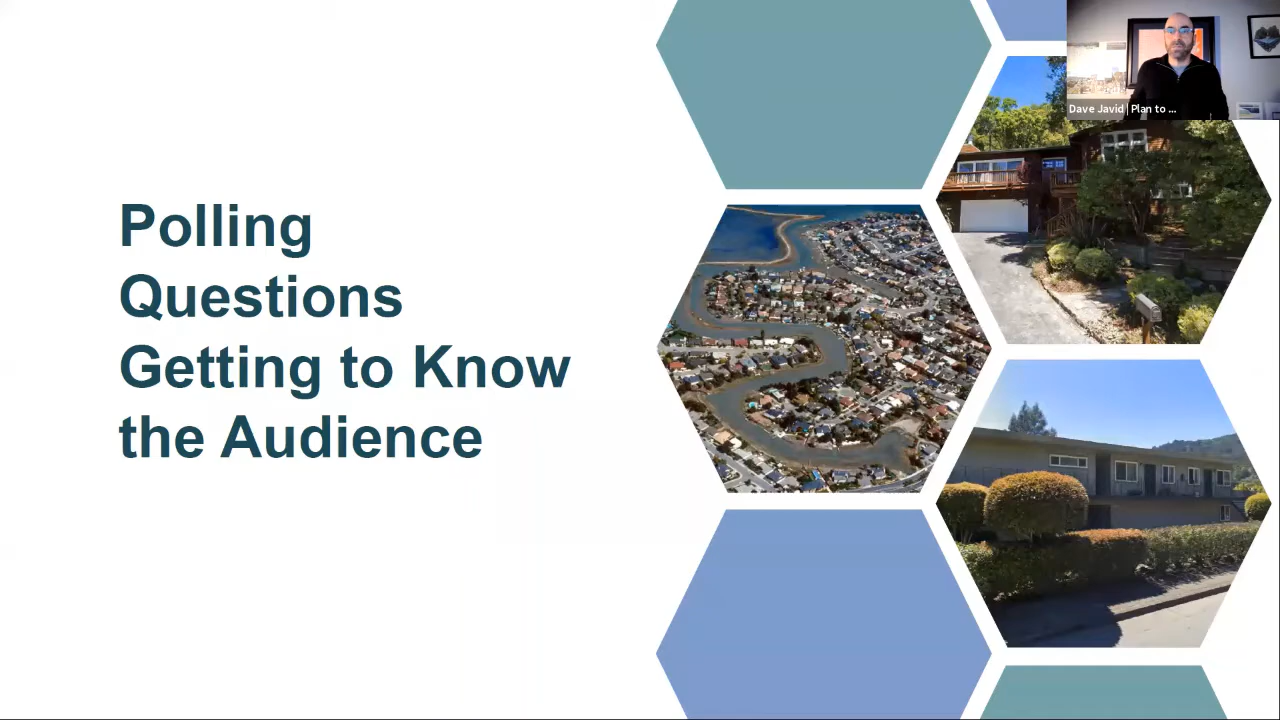 Polling
Questions
Getting to Know
the Audience
Dave Javid | Plan to ...